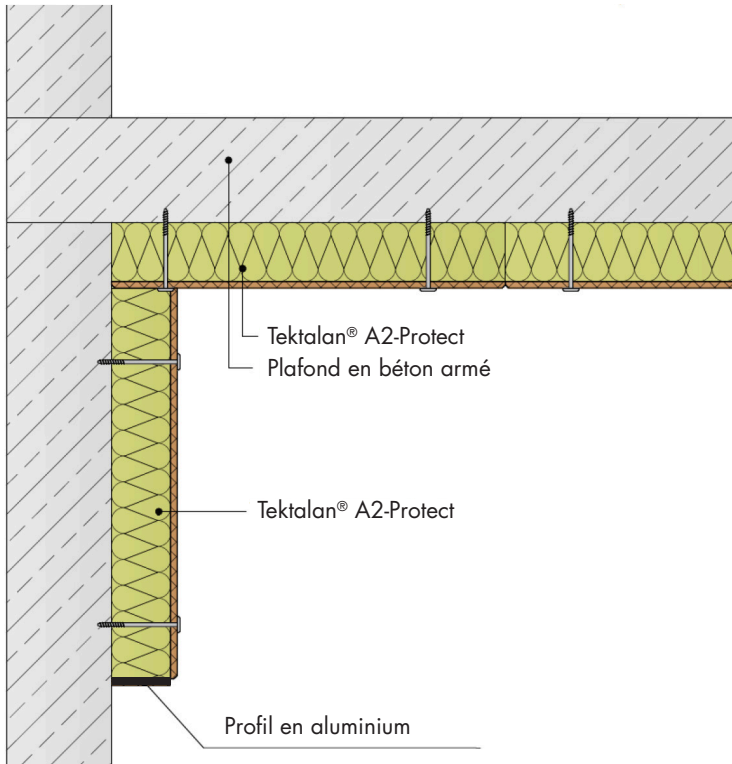 Tektalan® A2-Protect
Plafond en béton armé
Tektalan® A2-Protect
Profil en aluminium